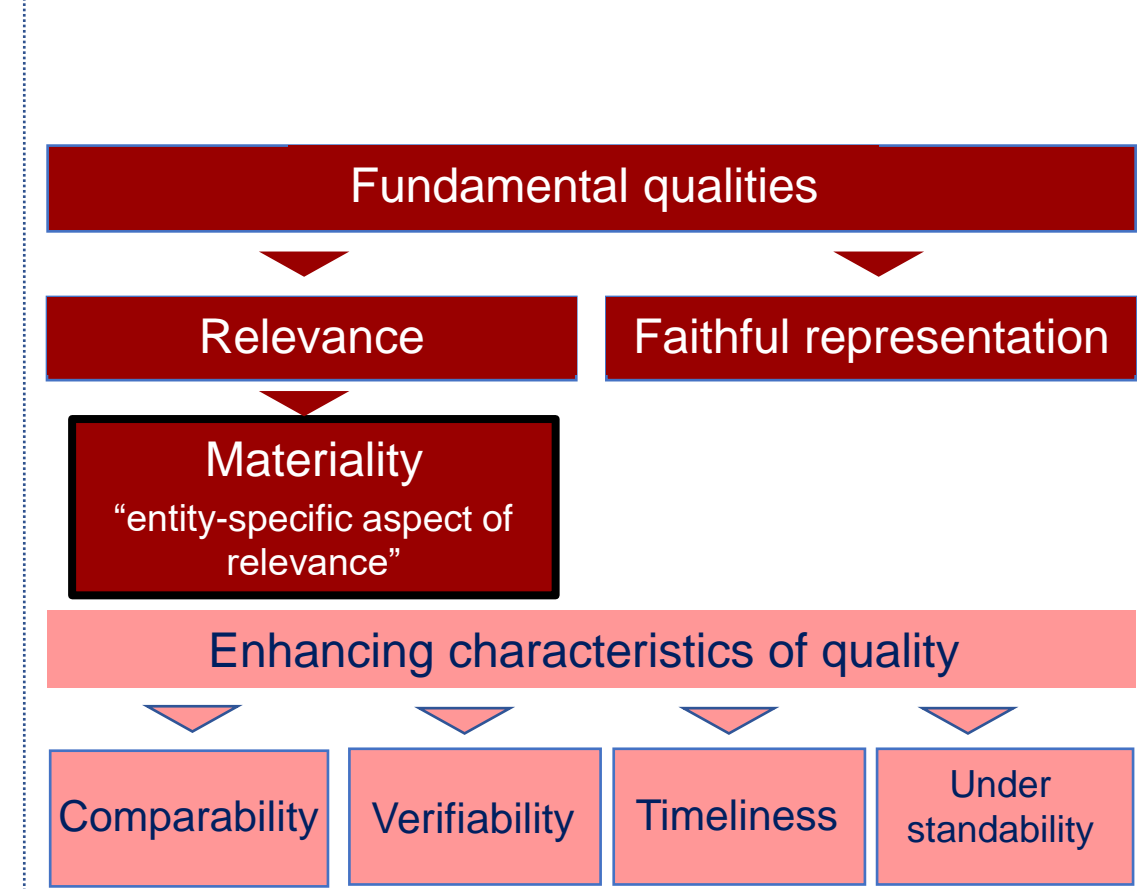 Fundamental qualities
Relevance
Faithful representation
Materiality
“entity-specific aspect of
relevance”
Enhancing characteristics of quality
Comparability
Verifiability
Timeliness
Under
standability